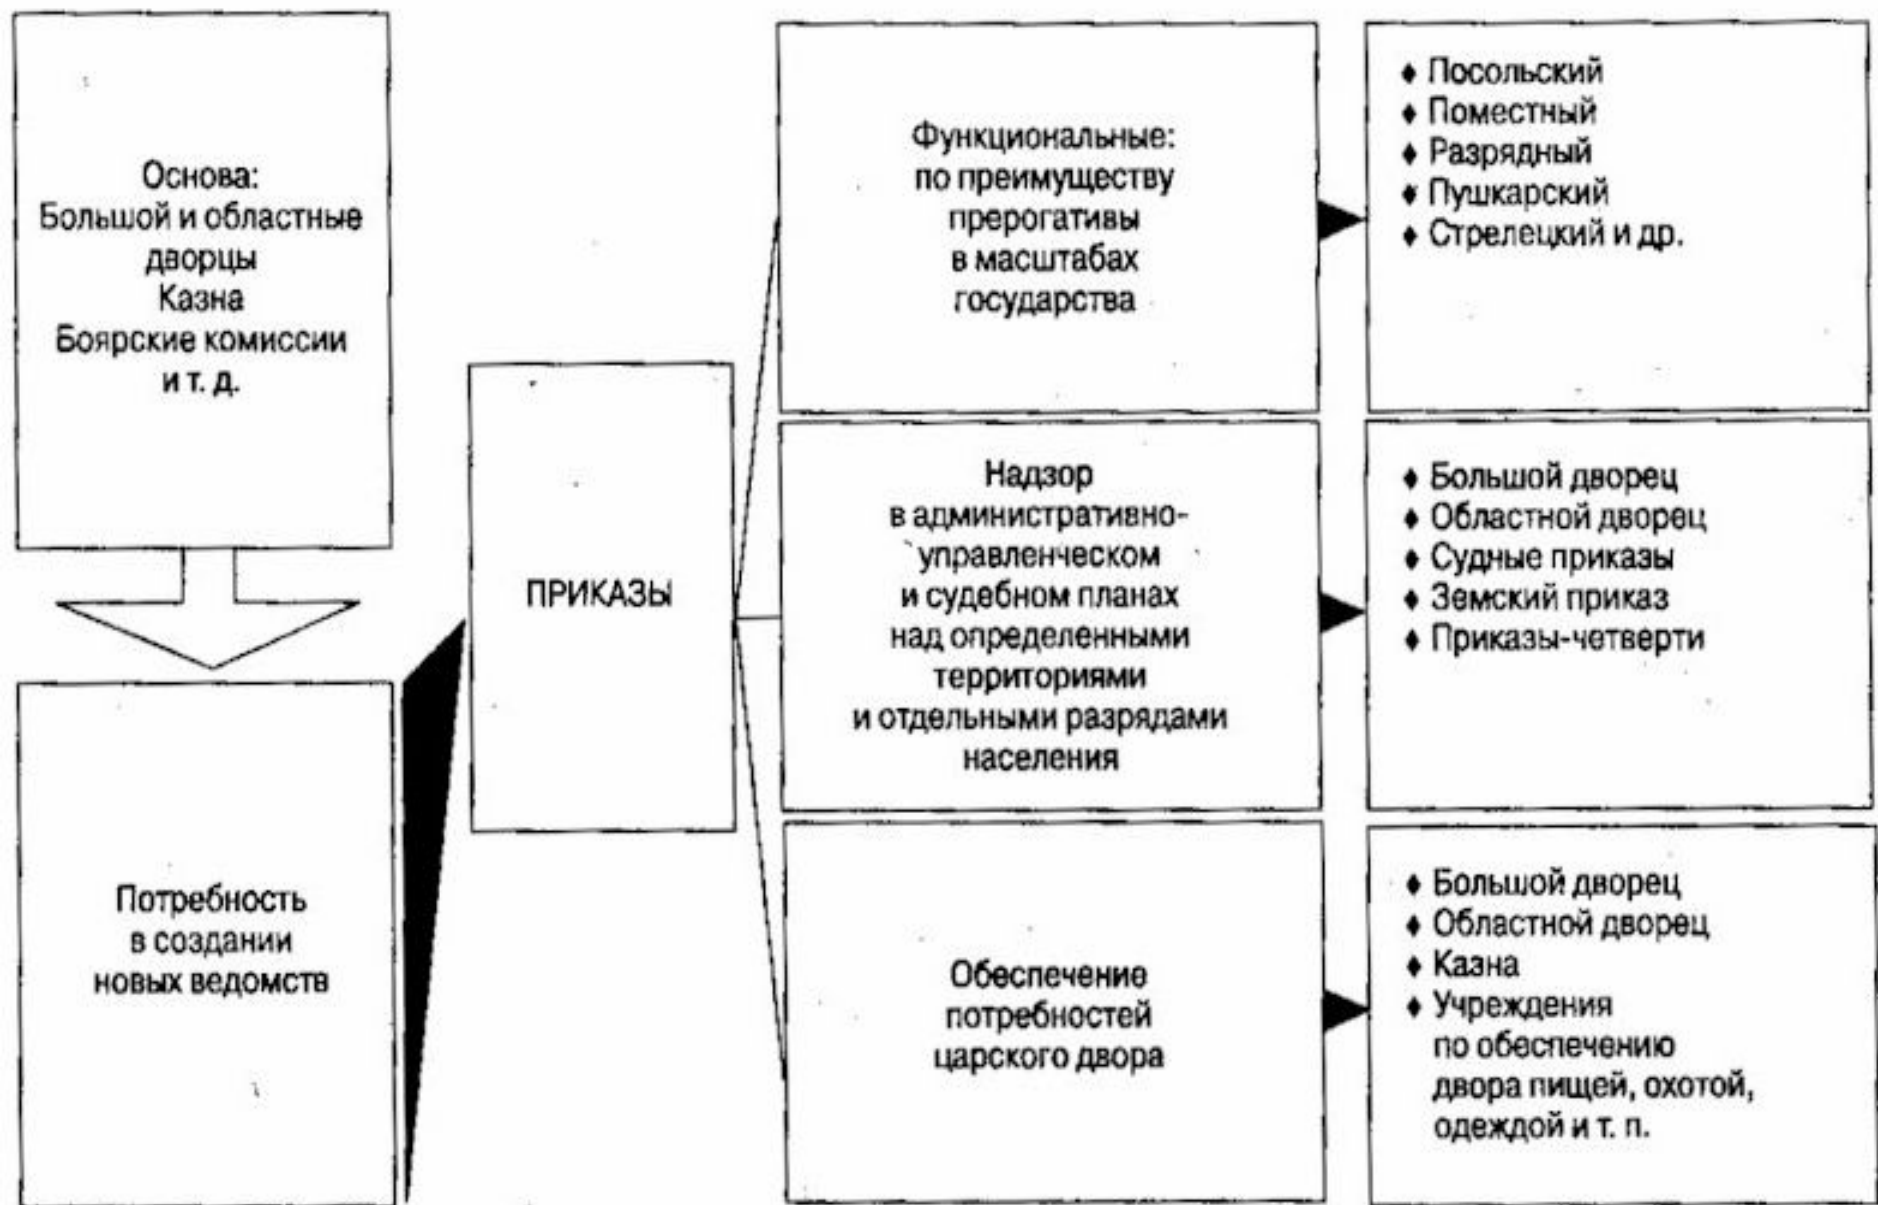 Основа:
Большой и областные
дворцы
Казна
Боярские комиссии
и т. д.
Потребность
в создании
новых ведомств
ПРИКАЗЫ
Функциональные:
по преимуществу
прерогативы
в масштабах
государства
♦ Посольский
♦ Поместный
♦ Разрядный
♦ Пушкарский
♦ Стрелецкий и др.
Надзор
в административно-
управленческом
и судебном планах
над определенными
территориями
и отдельными разрядами
населения
♦ Большой дворец
♦ Областной дворец
♦ Судные приказы
♦ Земский приказ
♦ Приказы-четверти
Обеспечение
потребностей
царского двора
♦ Большой дворец
♦ Областной дворец
♦ Казна
♦ Учреждения
по обеспечению
двора пищей, охотой,
одеждой и т. п.